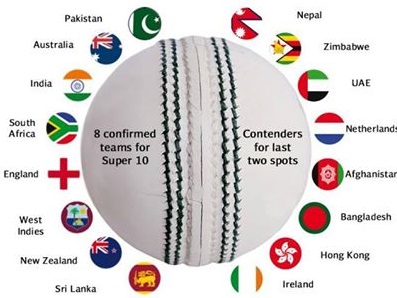 Pakistan
Australia
India
South
Africa
England
West
Indies
New Zealand
Sri Lanka
8 confirmed
teams for
Super 10
Contenders
for last
two spots
Nepal
Zimbabwe
UAE
Netherlands
Afghanistan
Bangladesh
Hong Kong
Ireland